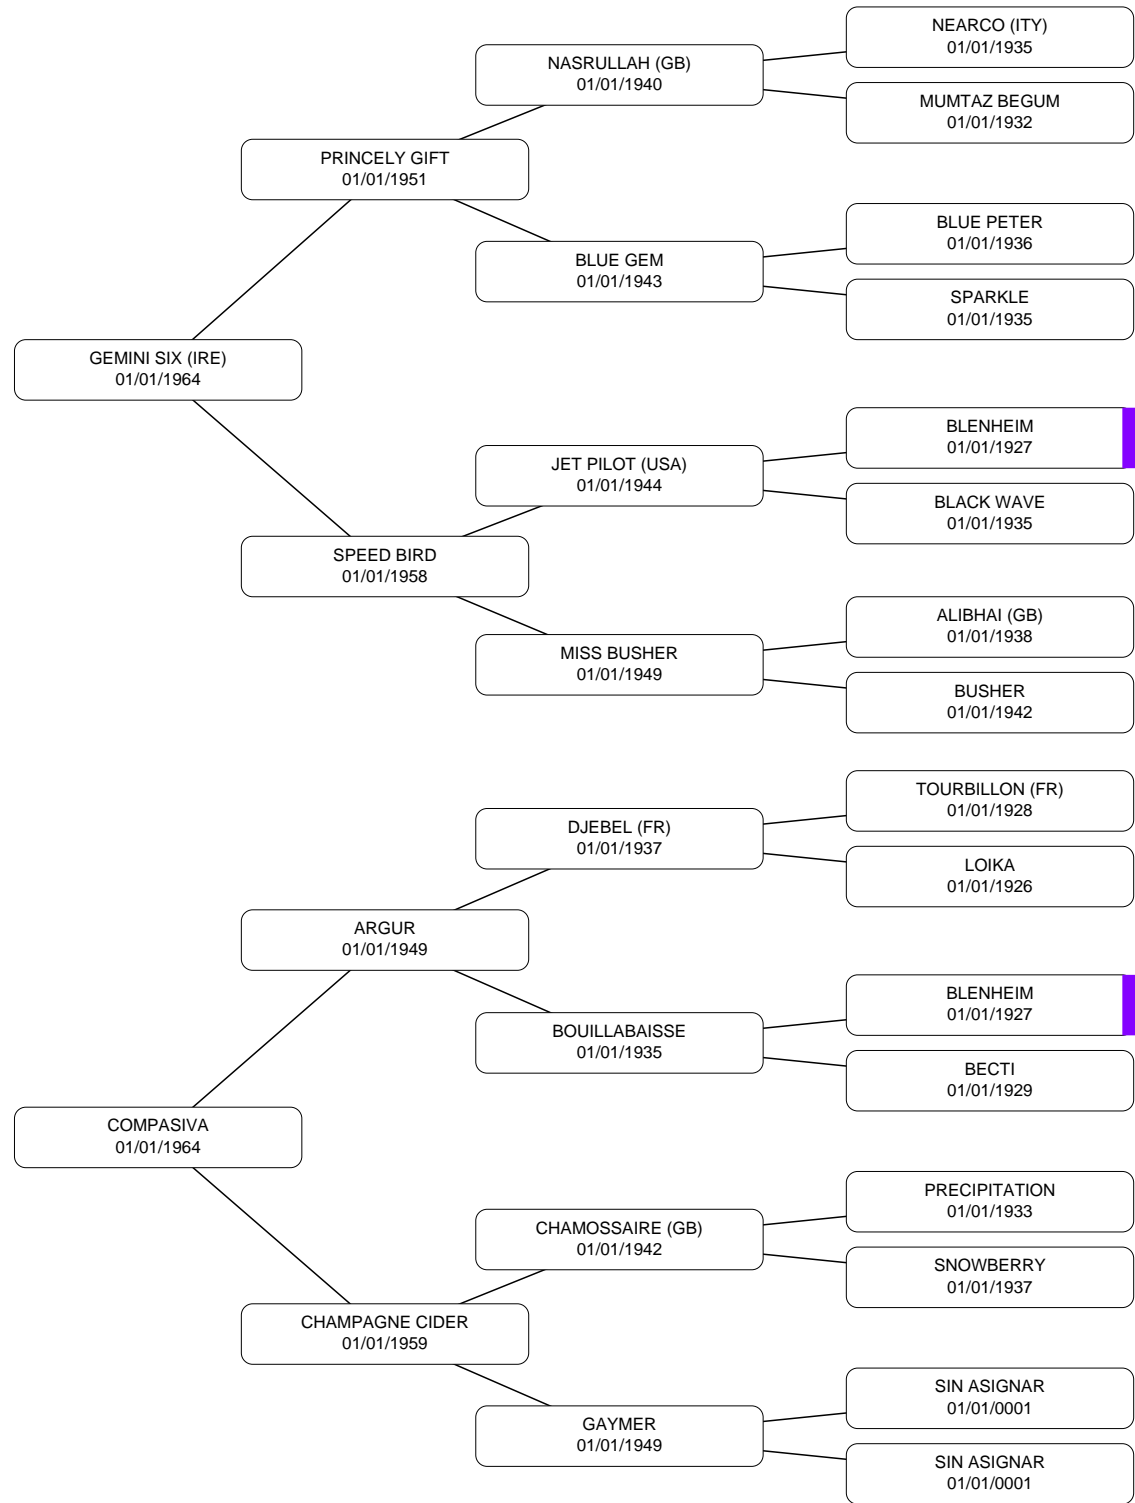 NEARCO (ITY)
01/01/1935
NASRULLAH (GB)
01/01/1940
MUMTAZ BEGUM
01/01/1932
PRINCELY GIFT
01/01/1951
BLUE PETER
01/01/1936
BLUE GEM
01/01/1943
SPARKLE
01/01/1935
GEMINI SIX (IRE)
01/01/1964
BLENHEIM
01/01/1927
JET PILOT (USA)
01/01/1944
BLACK WAVE
01/01/1935
SPEED BIRD
01/01/1958
ALIBHAI (GB)
01/01/1938
MISS BUSHER
01/01/1949
BUSHER
01/01/1942
TOURBILLON (FR)
01/01/1928
DJEBEL (FR)
01/01/1937
LOIKA
01/01/1926
ARGUR
01/01/1949
BLENHEIM
01/01/1927
BOUILLABAISSE
01/01/1935
BECTI
01/01/1929
COMPASIVA
01/01/1964
PRECIPITATION
01/01/1933
CHAMOSSAIRE (GB)
01/01/1942
SNOWBERRY
01/01/1937
CHAMPAGNE CIDER
01/01/1959
SIN ASIGNAR
01/01/0001
GAYMER
01/01/1949
SIN ASIGNAR
01/01/0001